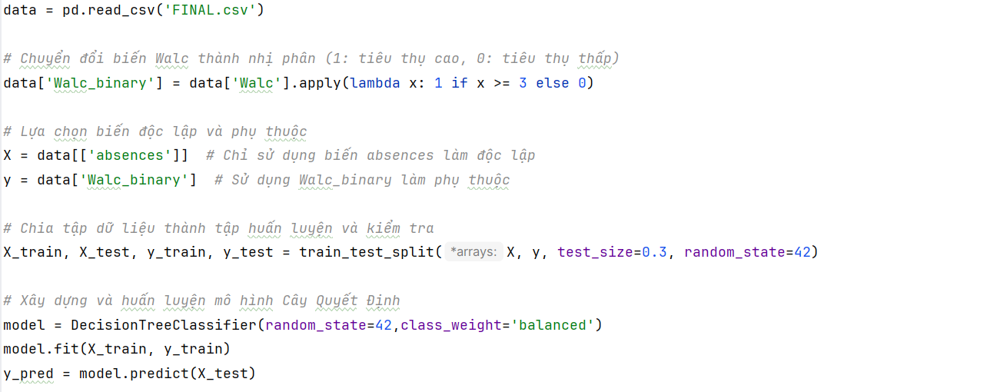 data = pd.read_csv('FINAL.csv')
# Chuyển đổi biến Walc thành nhị phân (1: tiêu thụ cao, 0: tiêu thụ thấp)
data['Walc_binary'] = data['Walc'].apply(lambda x: 1 if x >= 3 else 0)
# Lựa chọn biến độc lập và phụ thuộc
X = data[['absences']]  # Chỉ sử dụng biến absences làm độc lập
y = data['Walc_binary']  # Sử dụng Walc_binary làm phụ thuộc
# Chia tập dữ liệu thành tập huấn luyện và kiểm tra
X_train, X_test, y_train, y_test = train_test_split( *arrays: X, y, test_size=0.3, random_state=42)
# Xây dựng và huấn luyện mô hình Cây Quyết Định
model = DecisionTreeClassifier(random_state=42,class_weight='balanced')
model.fit(X_train, y_train)
y_pred = model.predict(X_test)